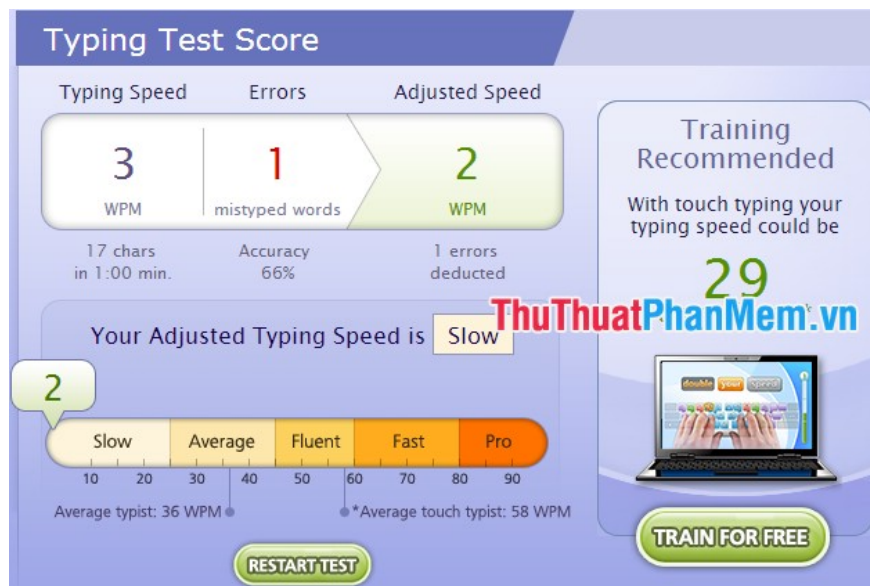 Typing Test Score
Typing Speed Errors Adjusted Speed
3 1 2
WPM mistyped words WPM
17 chars Accuracy 1 errors
in 1:00 min. 66% deducted
Your Adjusted Typing Speed is Slow
2
Slow Average Fluent Fast Pro
10 20 30 40 50 60 70 80 90
Average typist: 36 WPM *Average touch typist: 58 WPM
RESTART TEST
Training
Recommended
With touch typing your
typing speed could be
29
ThuThuatPhanMem.vn
double your speed
TRAIN FOR FREE